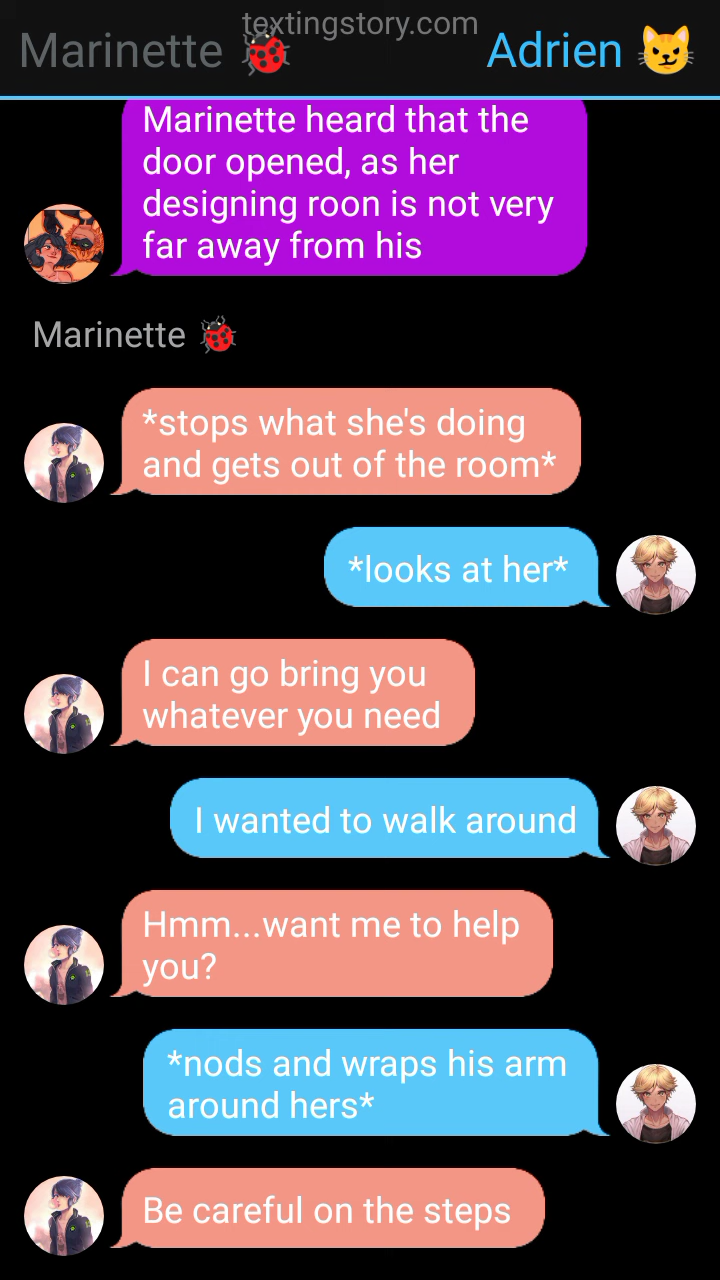 textingstory.com
Marinette 🐞 Adrien 😼
Marinette heard that the
door opened, as her
designing roon is not very
far away from his
Marinette 🐞
*stops what she's doing
and gets out of the room*
*looks at her*
I can go bring you
whatever you need
I wanted to walk around
Hmm...want me to help
you?
*nods and wraps his arm
around hers*
Be careful on the steps